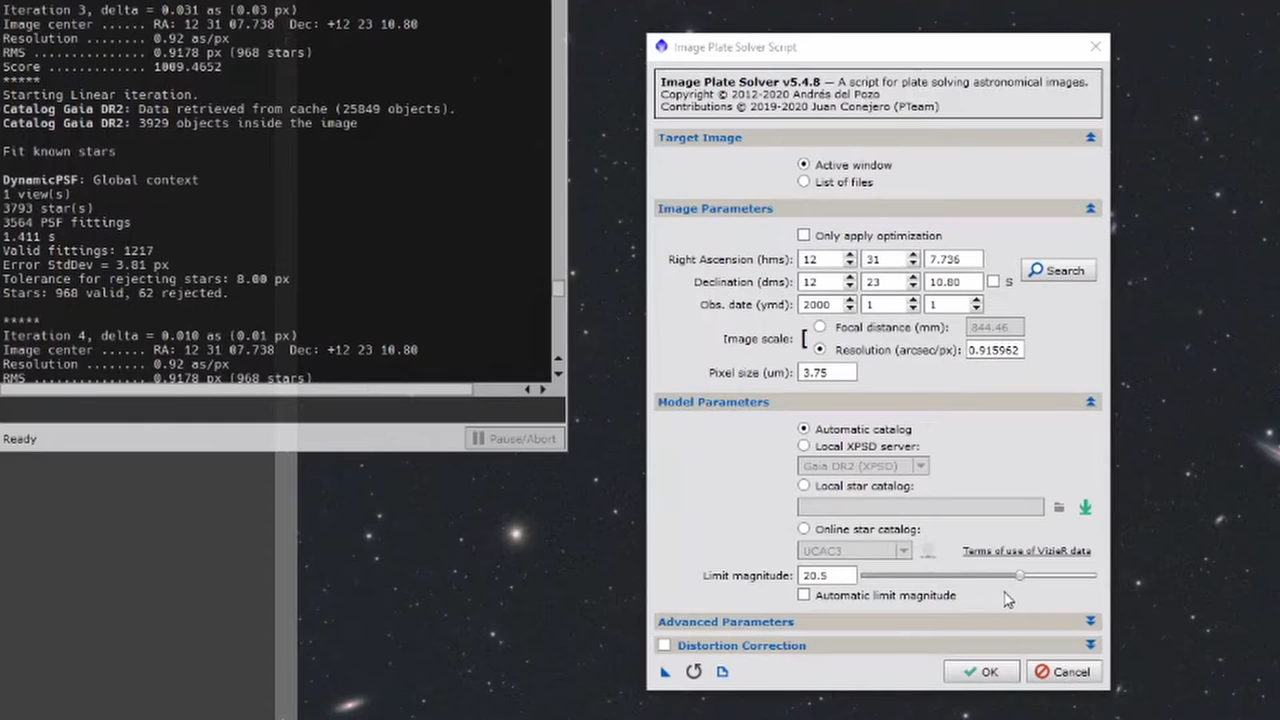 Iteration 3, delta = 0.031 as (0.03 px)
Image center ...... RA: 12 31 07.738  Dec: +12 23 10.80
Resolution ........ 0.92 as/px
RMS ............... 0.9178 px (968 stars)
Score ............. 1009.4652
*****
Starting Linear iteration.
Catalog Gaia DR2: Data retrieved from cache (25849 objects).
Catalog Gaia DR2: 3929 objects inside the image
Fit known stars
DynamicPSF: Global context
1 view(s)
3793 star(s)
3564 PSF fittings
1.411 s
Valid fittings: 1217
Error StdDev = 3.81 px
Tolerance for rejecting stars: 8.00 px
Stars: 968 valid, 62 rejected.
*****
Iteration 4, delta = 0.010 as (0.01 px)
Image center ...... RA: 12 31 07.738  Dec: +12 23 10.80
Resolution ........ 0.92 as/px
RMS ............... 0.9178 px (968 stars)
Ready
Pause/Abort
Image Plate Solver Script
Image Plate Solver v5.4.8 — A script for plate solving astronomical images.
Copyright © 2012-2020 Andrés del Pozo
Contributions © 2019-2020 Juan Conejero (PTeam)
Target Image
Active window
List of files
Image Parameters
Only apply optimization
Right Ascension (hms): 12 31 7.736
Search
Declination (dms): 12 23 10.80 S
Obs. date (ymd): 2000 1 1
Image scale:
Focal distance (mm): 844.46
Resolution (arcsec/px): 0.915962
Pixel size (um): 3.75
Model Parameters
Automatic catalog
Local XPSD server:
Gaia DR2 (XPSD)
Local star catalog:
Online star catalog:
UCAC3
Terms of use of VizieR data
Limit magnitude: 20.5
Automatic limit magnitude
Advanced Parameters
Distortion Correction
OK
Cancel